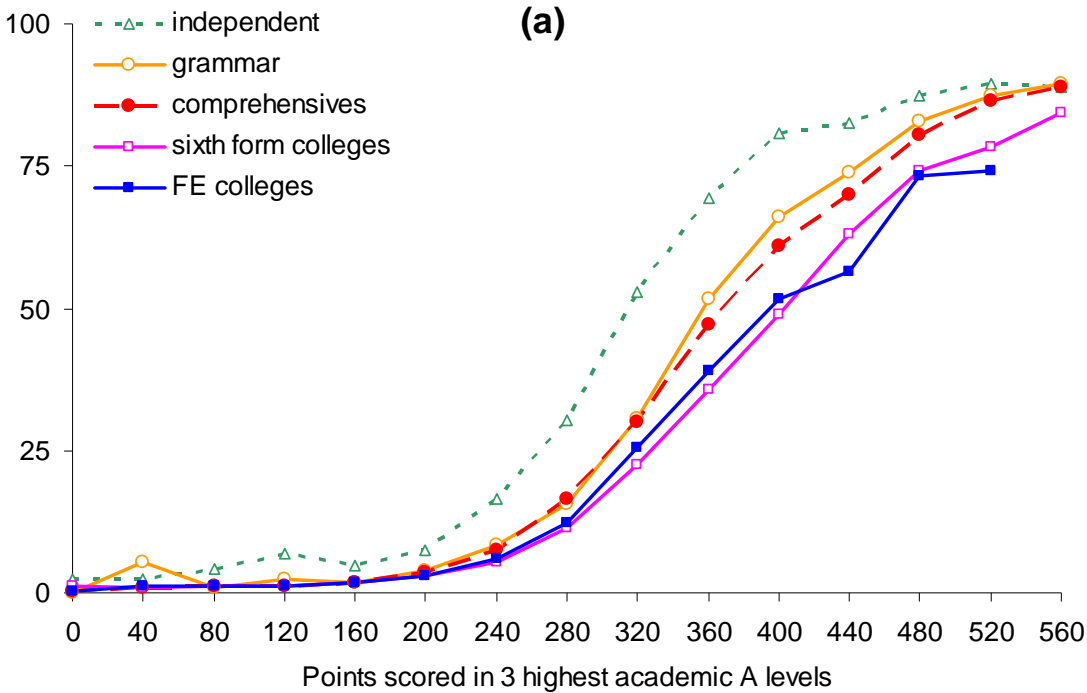 (a)
independent
grammar
comprehensives
sixth form colleges
FE colleges
100
75
50
25
0
0 40 80 120 160 200 240 280 320 360 400 440 480 520 560
Points scored in 3 highest academic A levels